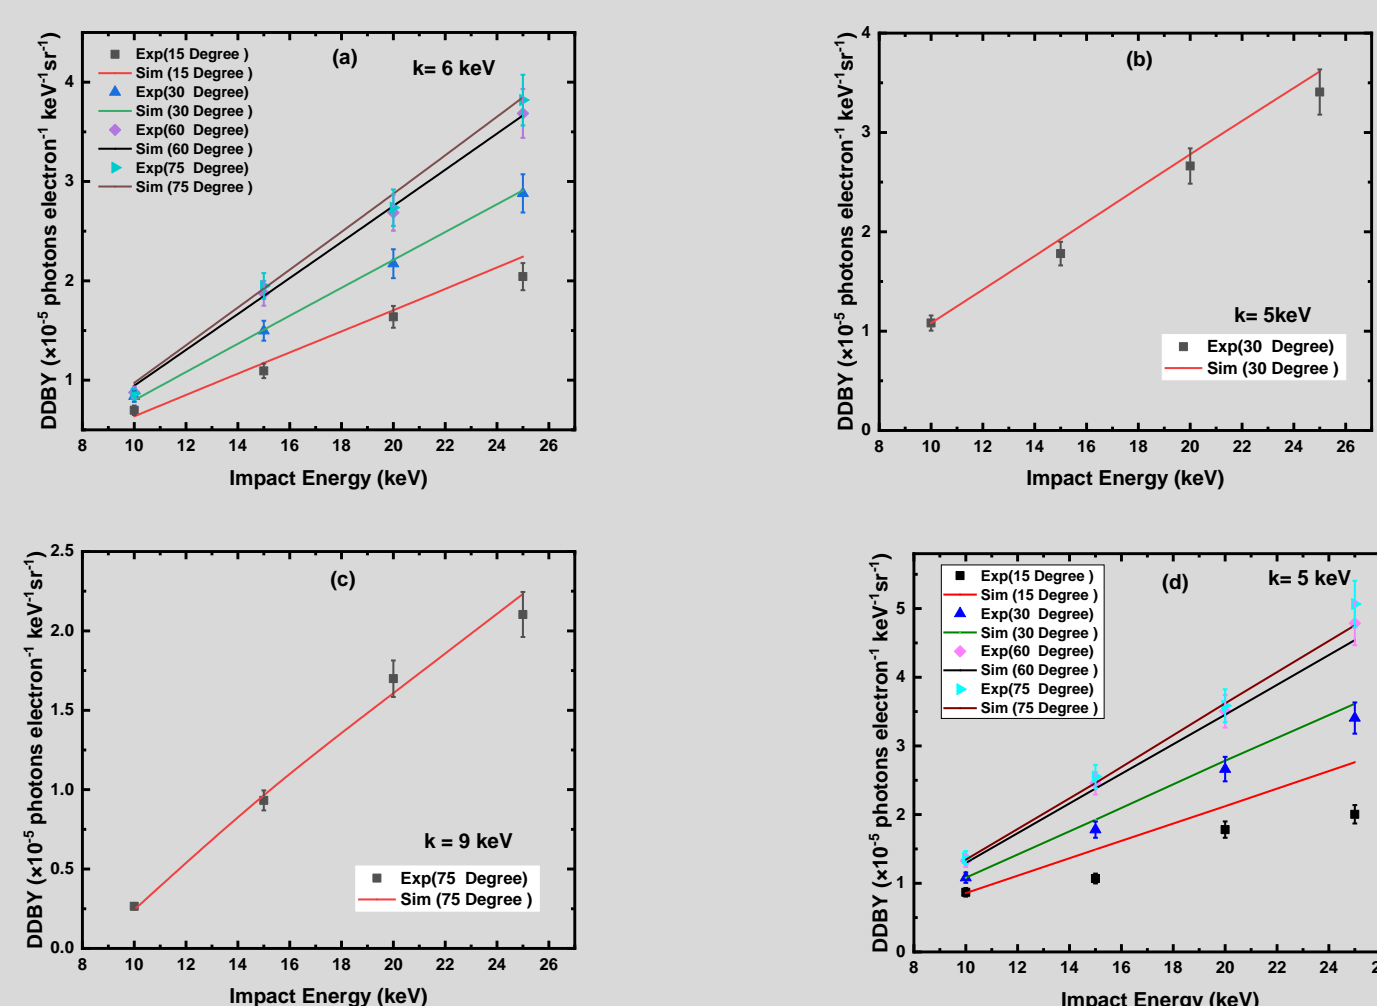 (a)
k= 6 keV
Exp(15 Degree )
Sim (15 Degree )
Exp(30 Degree)
Sim (30 Degree )
Exp(60 Degree)
Sim (60 Degree )
Exp(75 Degree)
Sim (75 Degree )
DDBY (×10⁻⁵ photons electron⁻¹ keV⁻¹sr⁻¹)
4
3
2
1
8 10 12 14 16 18 20 22 24 26
Impact Energy (keV)
(b)
k= 5keV
Exp(30 Degree)
Sim (30 Degree )
DDBY (×10⁻⁵ photons electron⁻¹ keV⁻¹sr⁻¹)
4
3
2
1
0
8 10 12 14 16 18 20 22 24 26
Impact Energy (keV)
(c)
k = 9 keV
Exp(75 Degree)
Sim (75 Degree )
DDBY (×10⁻⁵ photons electron⁻¹ keV⁻¹sr⁻¹)
2.5
2.0
1.5
1.0
0.5
0.0
8 10 12 14 16 18 20 22 24 26
Impact Energy (keV)
(d)
k= 5 keV
Exp(15 Degree )
Sim (15 Degree )
Exp(30 Degree)
Sim (30 Degree )
Exp(60 Degree)
Sim (60 Degree )
Exp(75 Degree)
Sim (75 Degree )
DDBY (×10⁻⁵ photons electron⁻¹ keV⁻¹sr⁻¹)
5
4
3
2
1
0
8 10 12 14 16 18 20 22 24
Impact Energy (keV)